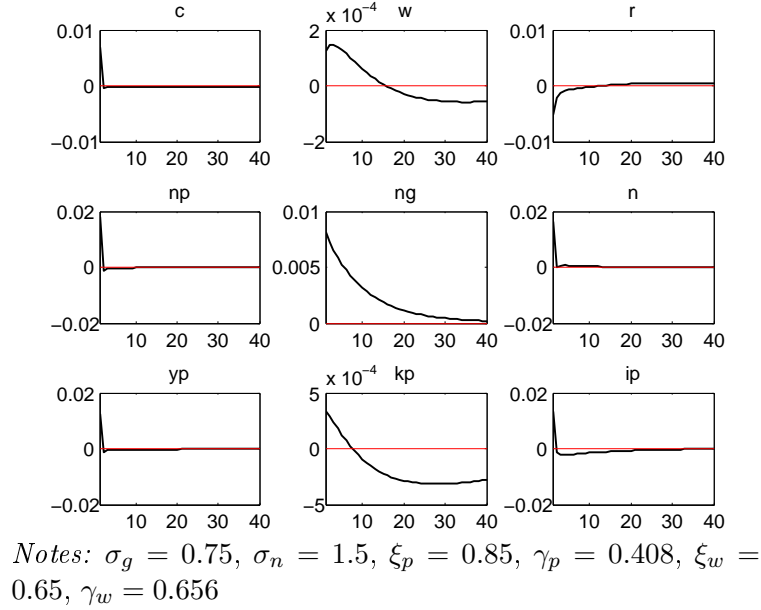 c w r
x 10⁻⁴
0.01 2 0.01
0 0 0
−0.01 −2 −0.01
10 20 30 40 10 20 30 40 10 20 30 40
np ng n
0.02 0.01 0.02
0 0.005 0
−0.02 0 −0.02
10 20 30 40 10 20 30 40 10 20 30 40
yp kp ip
x 10⁻⁴
0.02 5 0.02
0 0 0
−0.02 −5 −0.02
10 20 30 40 10 20 30 40 10 20 30 40
Notes: σ_g = 0.75, σ_n = 1.5, ξ_p = 0.85, γ_p = 0.408, ξ_w =
0.65, γ_w = 0.656